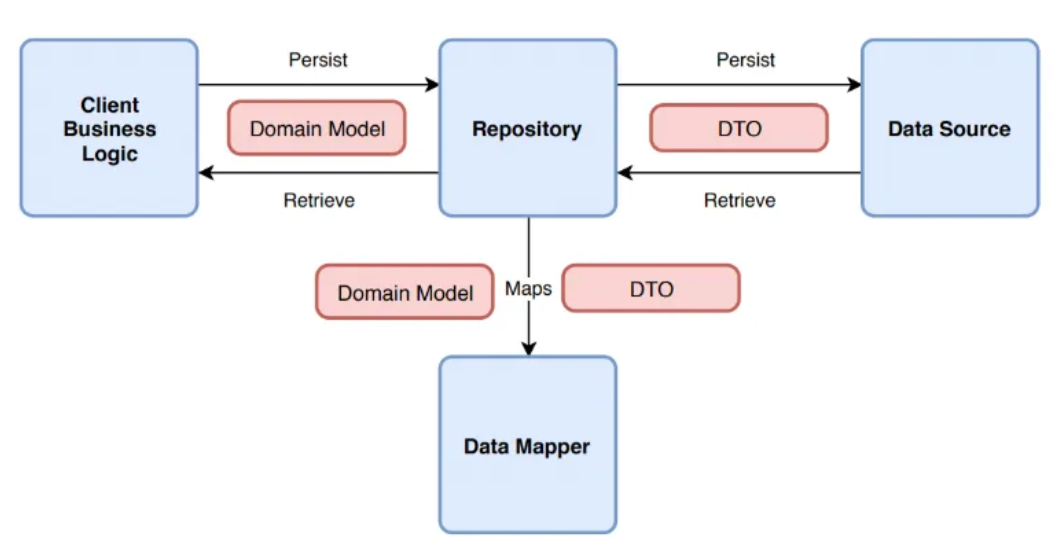 Persist
Persist
Client
Business
Logic
Domain Model
Repository
DTO
Data Source
Retrieve
Retrieve
Domain Model
Maps
DTO
Data Mapper